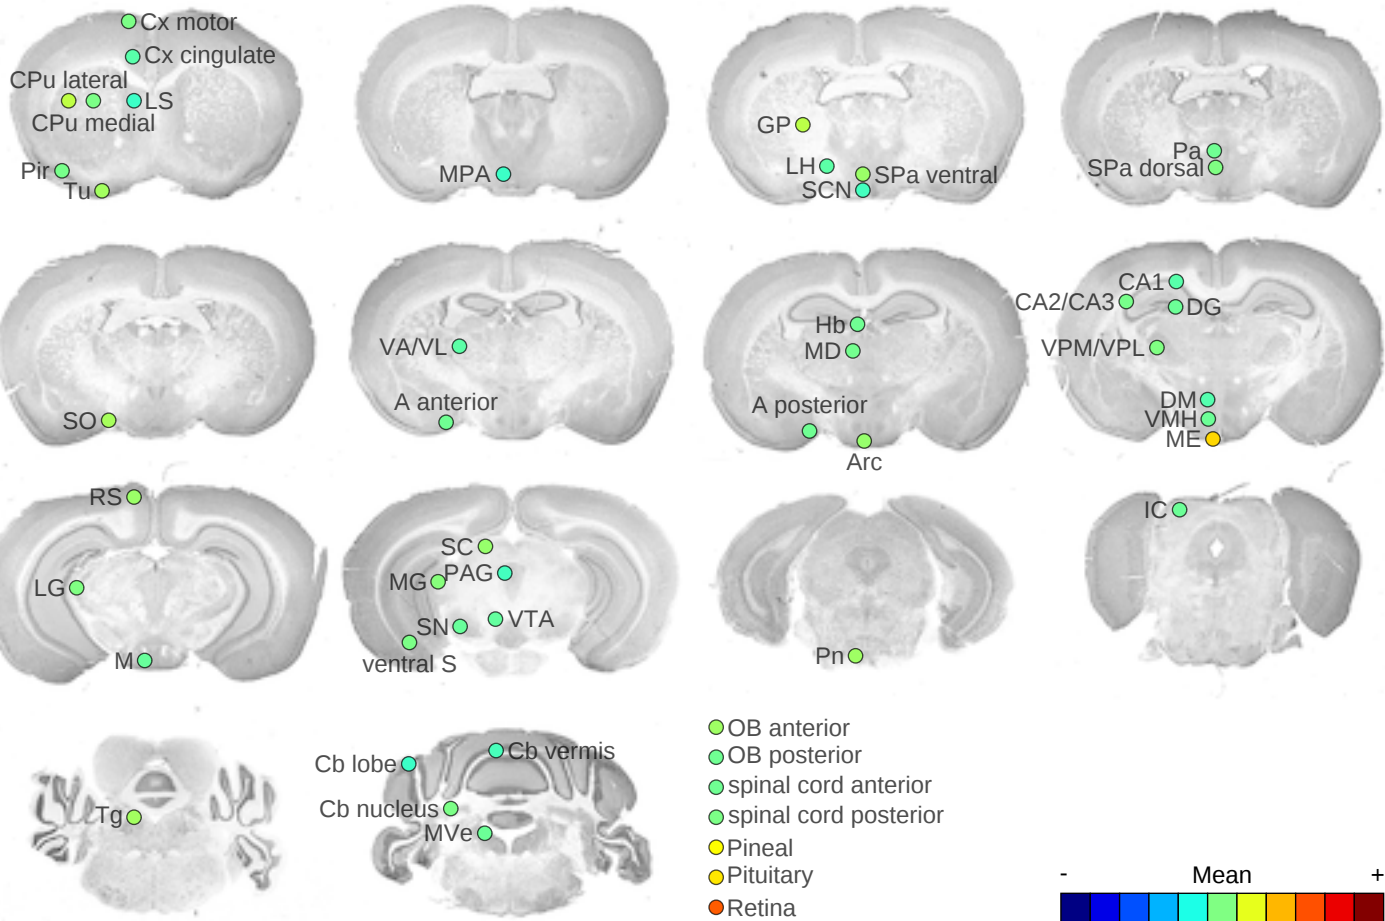 Cx motor
Cx cingulate
CPu lateral
LS
CPu medial
Pir
Tu
MPA
GP
LH
SPa ventral
SCN
Pa
SPa dorsal
SO
VA/VL
A anterior
Hb
MD
A posterior
Arc
CA1
CA2/CA3
DG
VPM/VPL
DM
VMH
ME
RS
LG
M
SC
MG
PAG
SN
VTA
ventral S
Pn
IC
Tg
Cb lobe
Cb vermis
Cb nucleus
MVe
OB anterior
OB posterior
spinal cord anterior
spinal cord posterior
Pineal
Pituitary
Retina
- Mean +